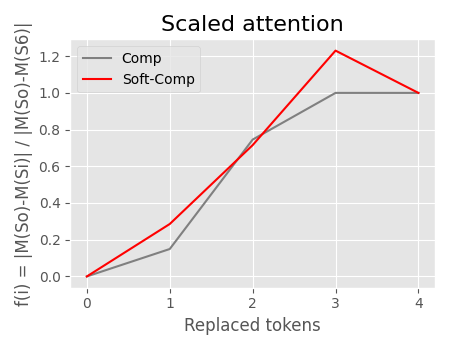 Scaled attention
f(i) = |M(So)-M(Si)| / |M(So)-M(S6)|
Comp
Soft-Comp
1.2
1.0
0.8
0.6
0.4
0.2
0.0
0 1 2 3 4
Replaced tokens